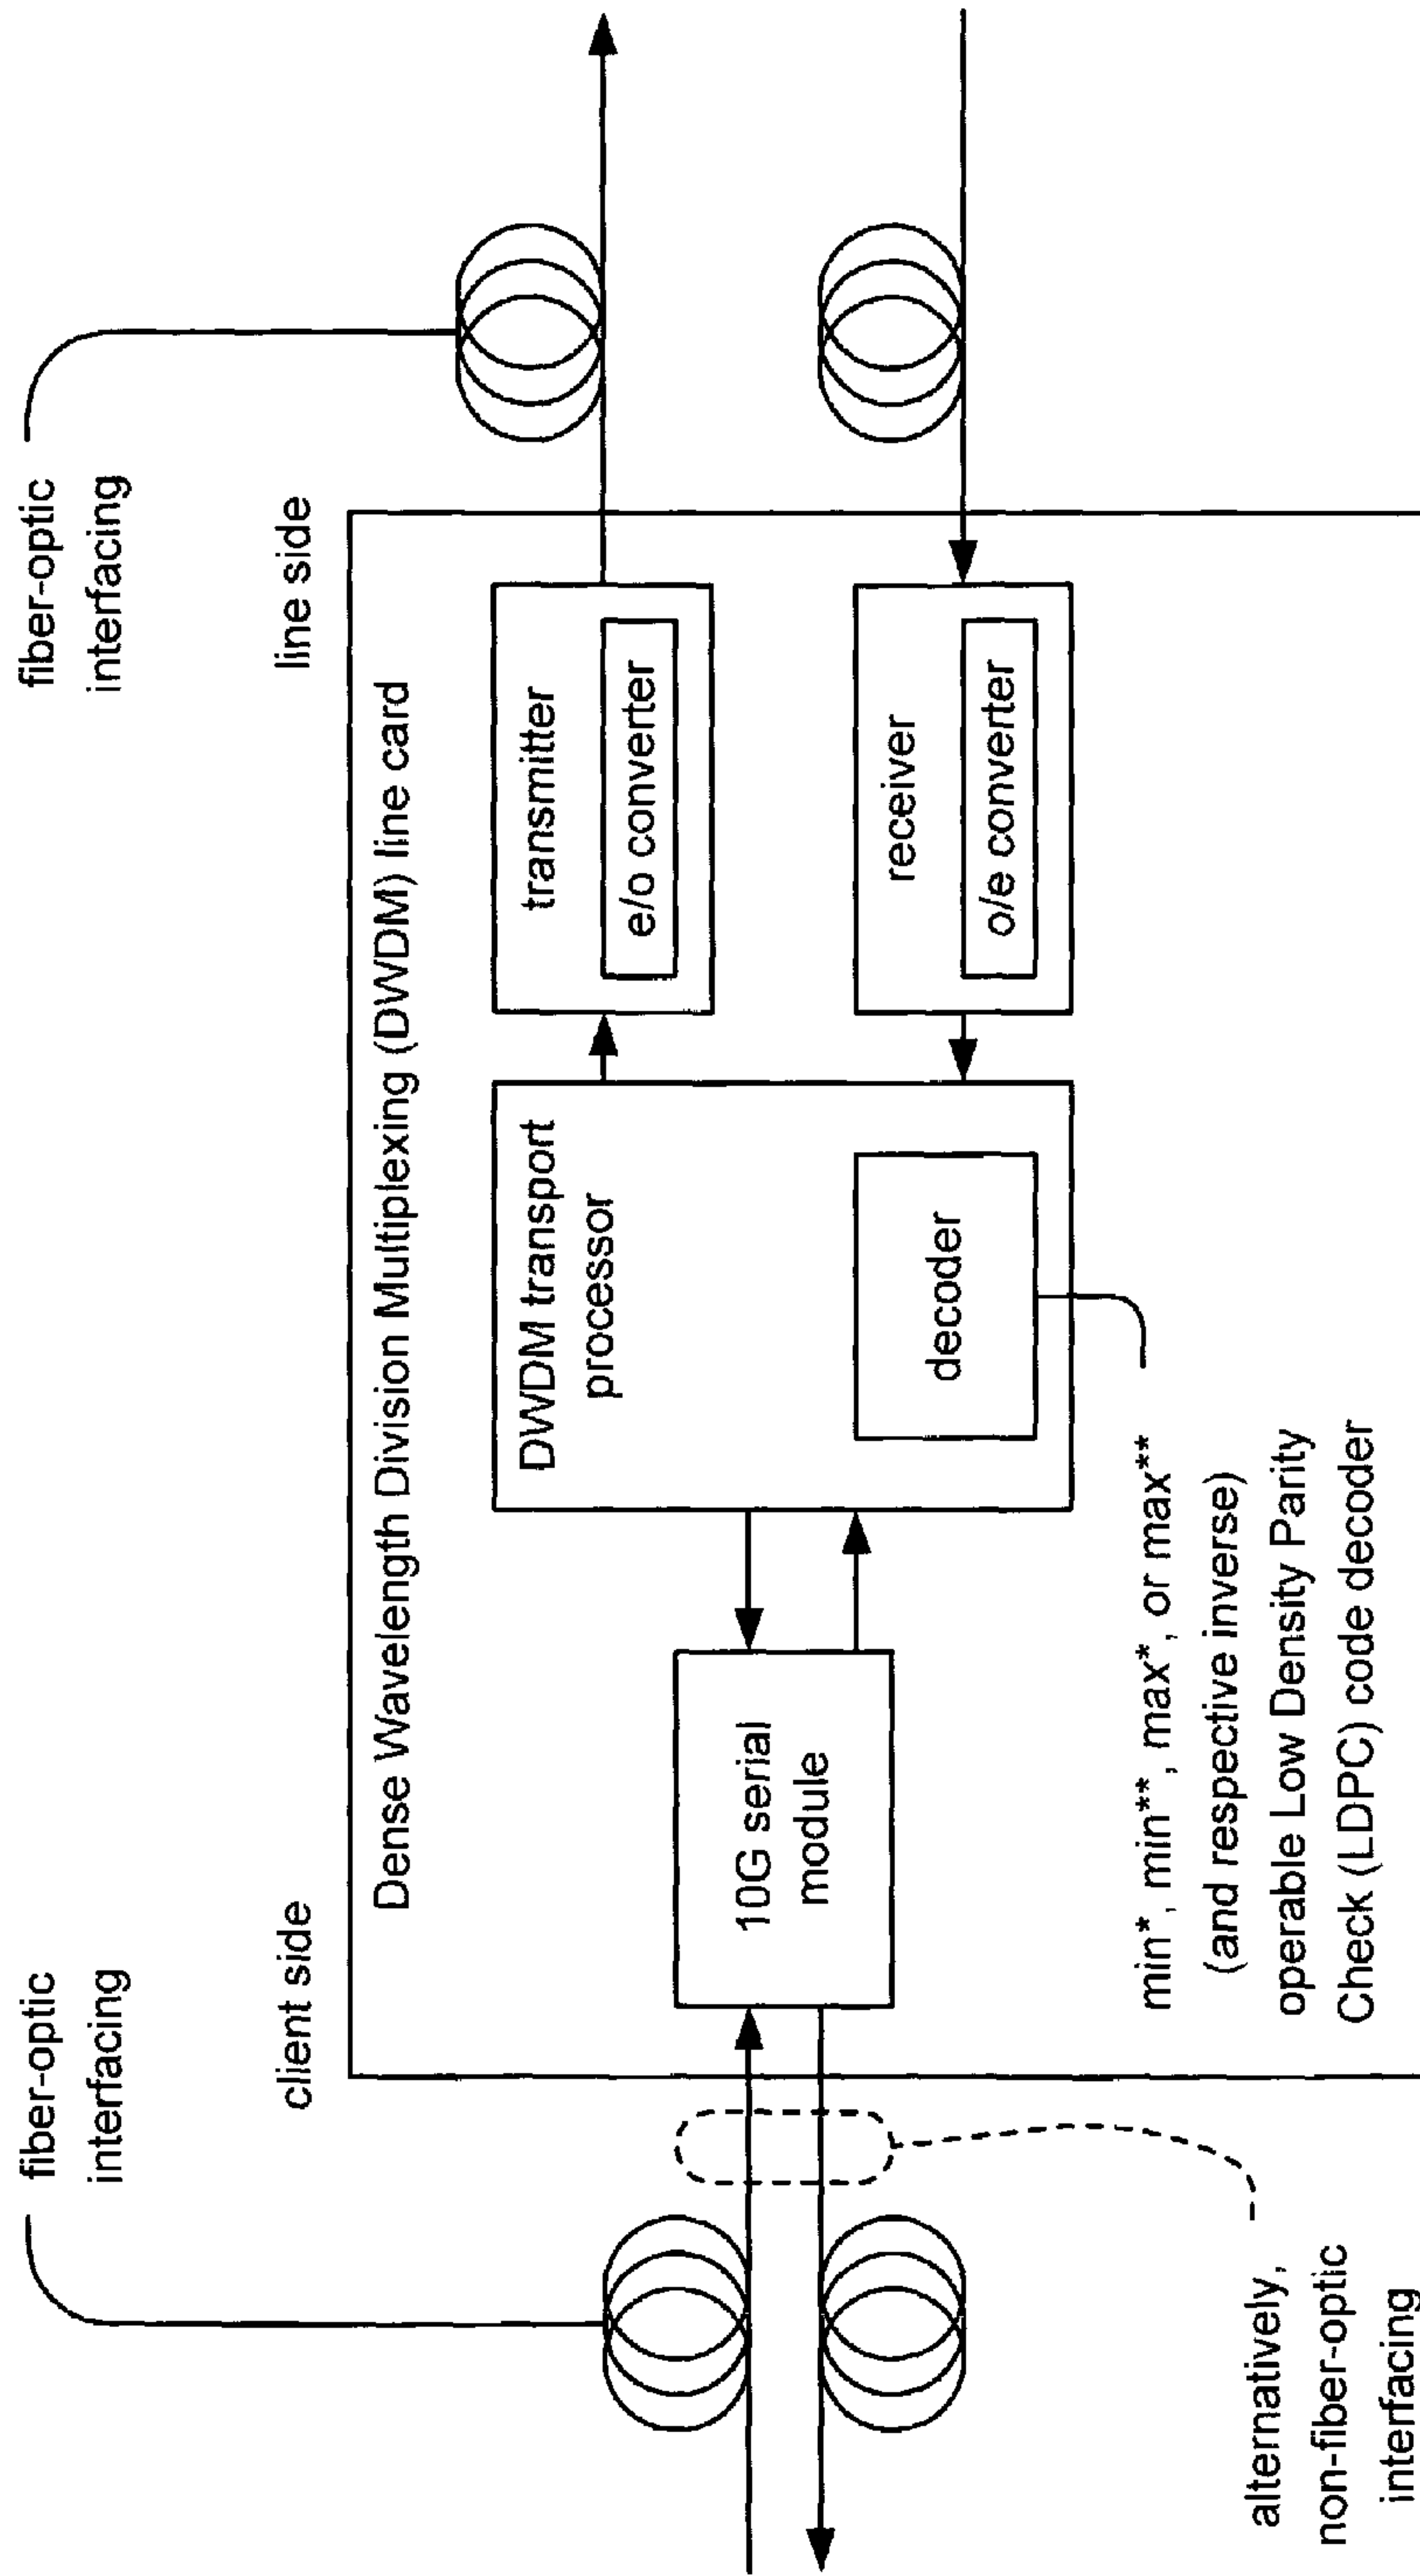 fiber-optic
interfacing
fiber-optic
interfacing
client side
line side
Dense Wavelength Division Multiplexing (DWDM) line card
10G serial
module
DWDM transport
processor
decoder
transmitter
e/o converter
receiver
o/e converter
min*, min**, max*, or max**
(and respective inverse)
operable Low Density Parity
Check (LDPC) code decoder
alternatively,
non-fiber-optic
interfacing